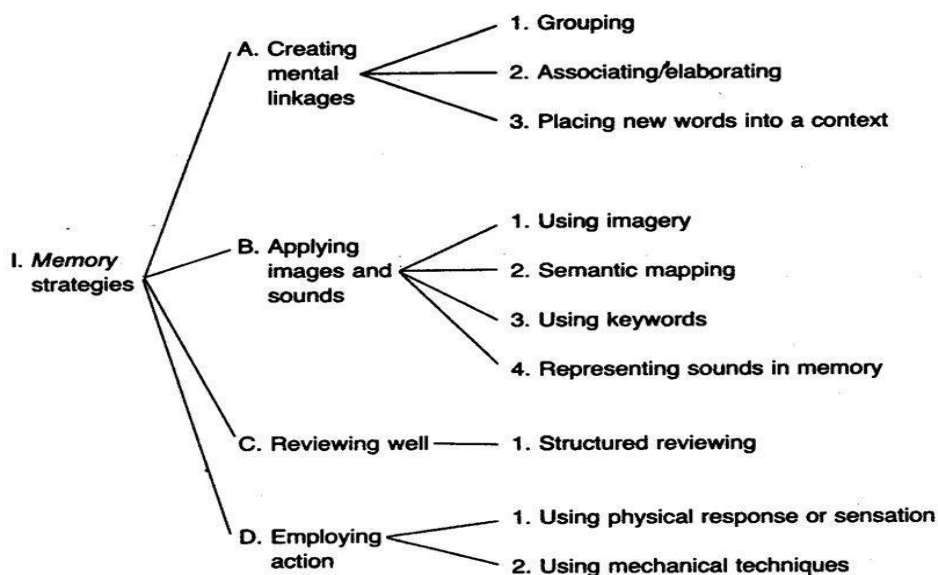 I. Memory
strategies
A. Creating
mental
linkages
1. Grouping
2. Associating/elaborating
3. Placing new words into a context
B. Applying
images and
sounds
1. Using imagery
2. Semantic mapping
3. Using keywords
4. Representing sounds in memory
C. Reviewing well
1. Structured reviewing
D. Employing
action
1. Using physical response or sensation
2. Using mechanical techniques